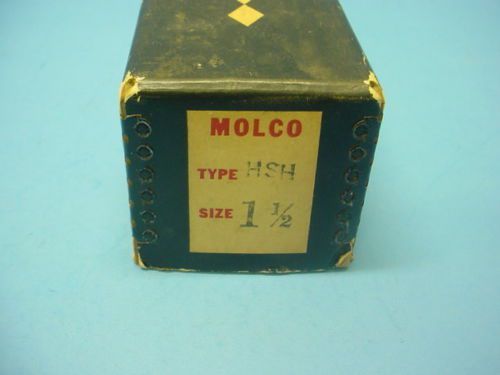 MOLCO
TYPE HSH
SIZE 1 ½